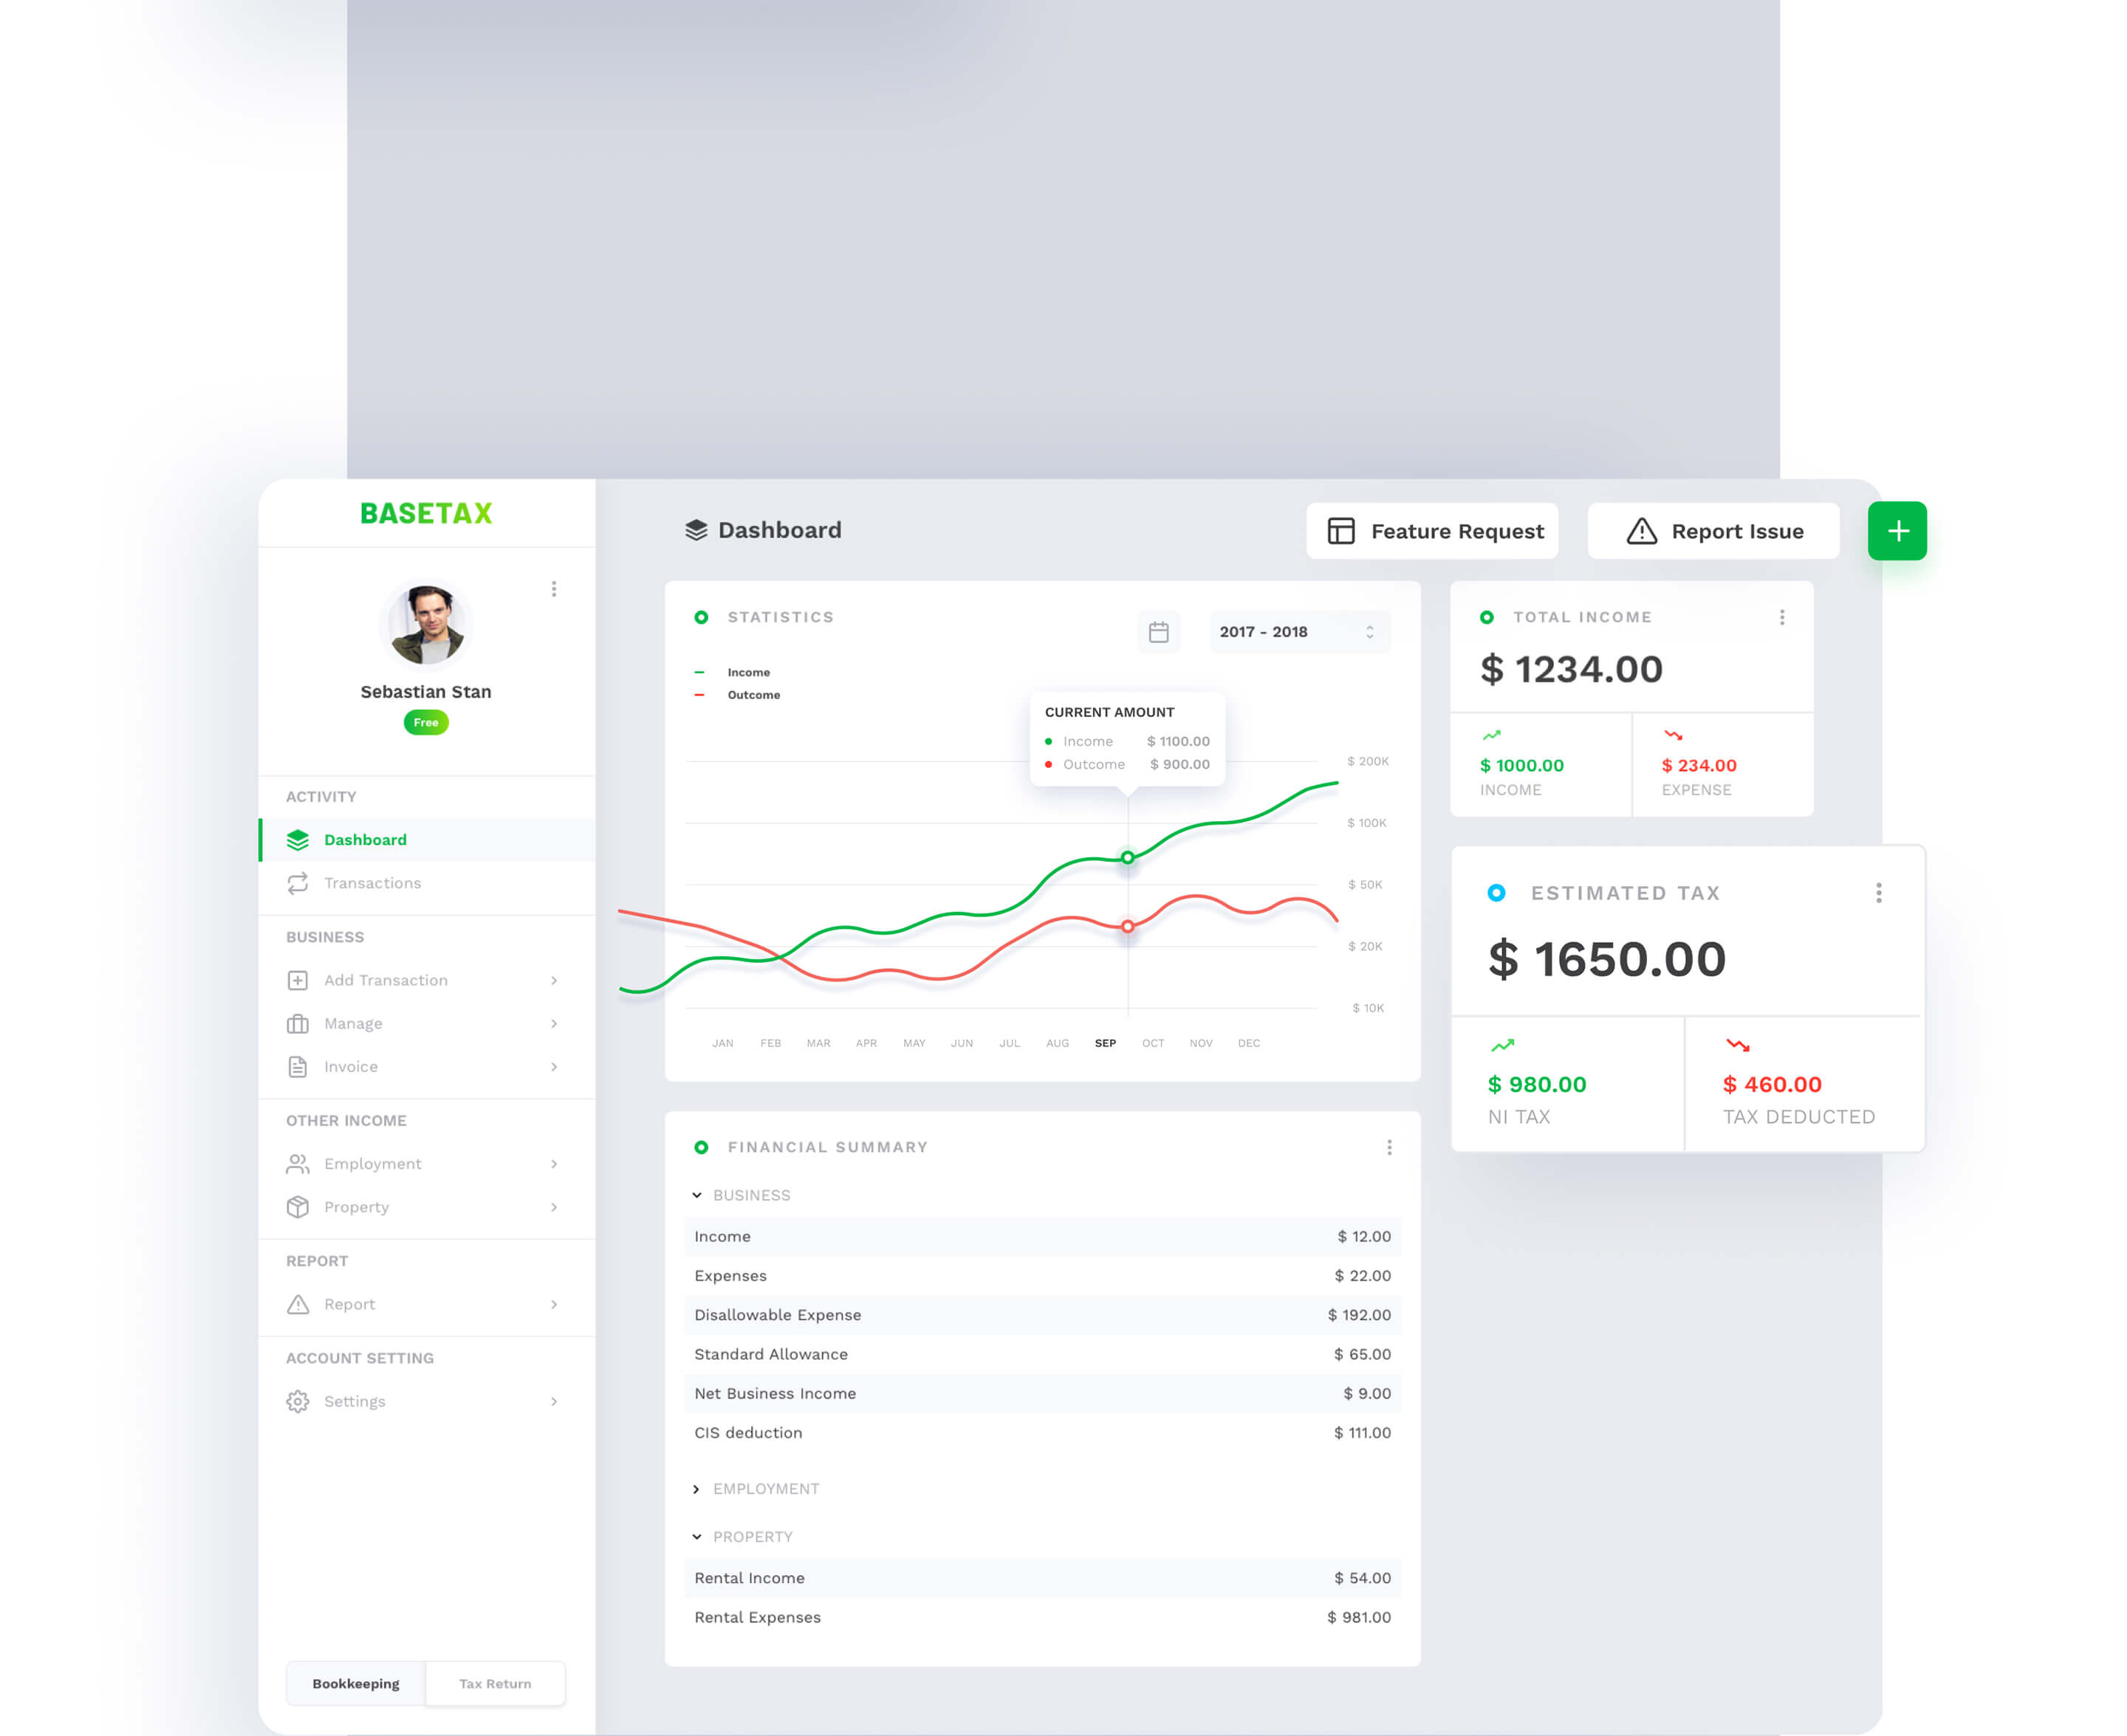 BASETAX
Sebastian Stan
Free
ACTIVITY
Dashboard
Transactions
BUSINESS
Add Transaction
Manage
Invoice
OTHER INCOME
Employment
Property
REPORT
Report
ACCOUNT SETTING
Settings
Bookkeeping Tax Return
Dashboard
Feature Request
Report Issue
STATISTICS
2017 - 2018
Income
Outcome
CURRENT AMOUNT
Income $ 1100.00
Outcome $ 900.00
$ 200K
$ 100K
$ 50K
$ 20K
$ 10K
JAN FEB MAR APR MAY JUN JUL AUG SEP OCT NOV DEC
FINANCIAL SUMMARY
BUSINESS
Income $ 12.00
Expenses $ 22.00
Disallowable Expense $ 192.00
Standard Allowance $ 65.00
Net Business Income $ 9.00
CIS deduction $ 111.00
EMPLOYMENT
PROPERTY
Rental Income $ 54.00
Rental Expenses $ 981.00
TOTAL INCOME
$ 1234.00
$ 1000.00 $ 234.00
INCOME EXPENSE
ESTIMATED TAX
$ 1650.00
$ 980.00 $ 460.00
NI TAX TAX DEDUCTED